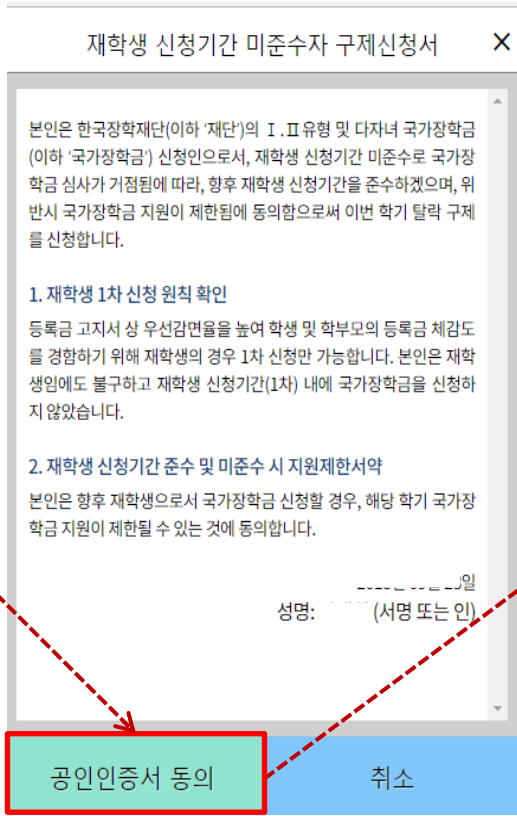 재학생 신청기간 미준수자 구제신청서 ×
본인은 한국장학재단(이하 ‘재단’)의 Ⅰ.Ⅱ유형 및 다자녀 국가장학금
(이하 ‘국가장학금’) 신청인으로서, 재학생 신청기간 미준수로 국가장
학금 심사가 거절됨에 따라, 향후 재학생 신청기간을 준수하겠으며, 위
반시 국가장학금 지원이 제한됨에 동의함으로써 이번 학기 탈락 구제
를 신청합니다.
1. 재학생 1차 신청 원칙 확인
등록금 고지서 상 우선감면율을 높여 학생 및 학부모의 등록금 체감도
를 경함하기 위해 재학생의 경우 1차 신청만 가능합니다. 본인은 재학
생임에도 불구하고 재학생 신청기간(1차) 내에 국가장학금을 신청하
지 않았습니다.
2. 재학생 신청기간 준수 및 미준수 시 지원제한서약
본인은 향후 재학생으로서 국가장학금 신청할 경우, 해당 학기 국가장
학금 지원이 제한될 수 있는 것에 동의합니다.
일
성명: (서명 또는 인)
공인인증서 동의
취소